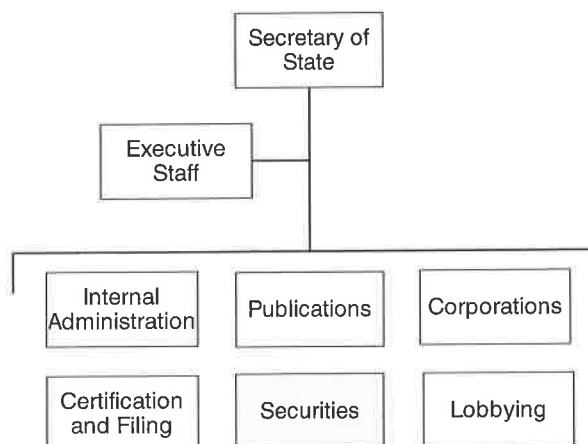 Secretary of
State
Executive
Staff
Internal
Administration
Publications
Corporations
Certification
and Filing
Securities
Lobbying